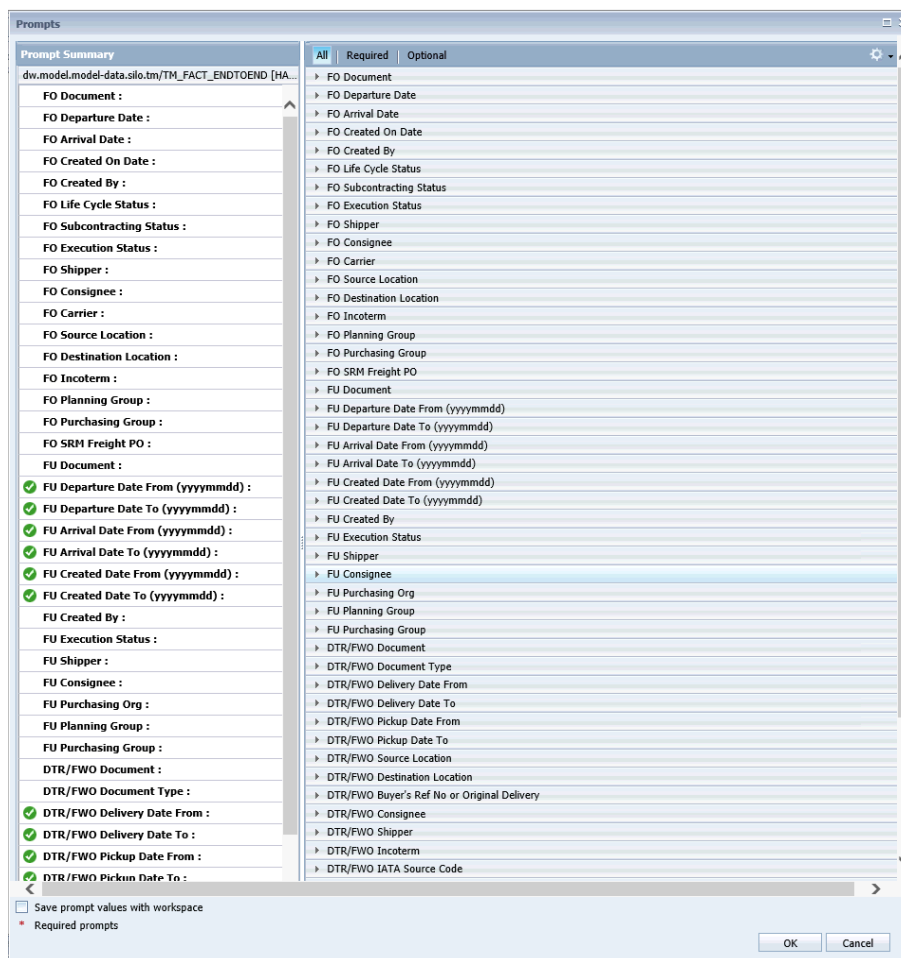 Prompts
Prompt Summary
dw.model.model-data.silo.tm/TM_FACT_ENDTOEND [HA...
FO Document :
FO Departure Date :
FO Arrival Date :
FO Created On Date :
FO Created By :
FO Life Cycle Status :
FO Subcontracting Status :
FO Execution Status :
FO Shipper :
FO Consignee :
FO Carrier :
FO Source Location :
FO Destination Location :
FO Incoterm :
FO Planning Group :
FO Purchasing Group :
FO SRM Freight PO :
FU Document :
FU Departure Date From (yyyymmdd) :
FU Departure Date To (yyyymmdd) :
FU Arrival Date From (yyyymmdd) :
FU Arrival Date To (yyyymmdd) :
FU Created Date From (yyyymmdd) :
FU Created Date To (yyyymmdd) :
FU Created By :
FU Execution Status :
FU Shipper :
FU Consignee :
FU Purchasing Org :
FU Planning Group :
FU Purchasing Group :
DTR/FWO Document :
DTR/FWO Document Type :
DTR/FWO Delivery Date From :
DTR/FWO Delivery Date To :
DTR/FWO Pickup Date From :
DTR/FWO Pickup Date To :
All | Required | Optional
FO Document
FO Departure Date
FO Arrival Date
FO Created On Date
FO Created By
FO Life Cycle Status
FO Subcontracting Status
FO Execution Status
FO Shipper
FO Consignee
FO Carrier
FO Source Location
FO Destination Location
FO Incoterm
FO Planning Group
FO Purchasing Group
FO SRM Freight PO
FU Document
FU Departure Date From (yyyymmdd)
FU Departure Date To (yyyymmdd)
FU Arrival Date From (yyyymmdd)
FU Arrival Date To (yyyymmdd)
FU Created Date From (yyyymmdd)
FU Created Date To (yyyymmdd)
FU Created By
FU Execution Status
FU Shipper
FU Consignee
FU Purchasing Org
FU Planning Group
FU Purchasing Group
DTR/FWO Document
DTR/FWO Document Type
DTR/FWO Delivery Date From
DTR/FWO Delivery Date To
DTR/FWO Pickup Date From
DTR/FWO Pickup Date To
DTR/FWO Source Location
DTR/FWO Destination Location
DTR/FWO Buyer's Ref No or Original Delivery
DTR/FWO Consignee
DTR/FWO Shipper
DTR/FWO Incoterm
DTR/FWO IATA Source Code
Save prompt values with workspace
* Required prompts
OK
Cancel